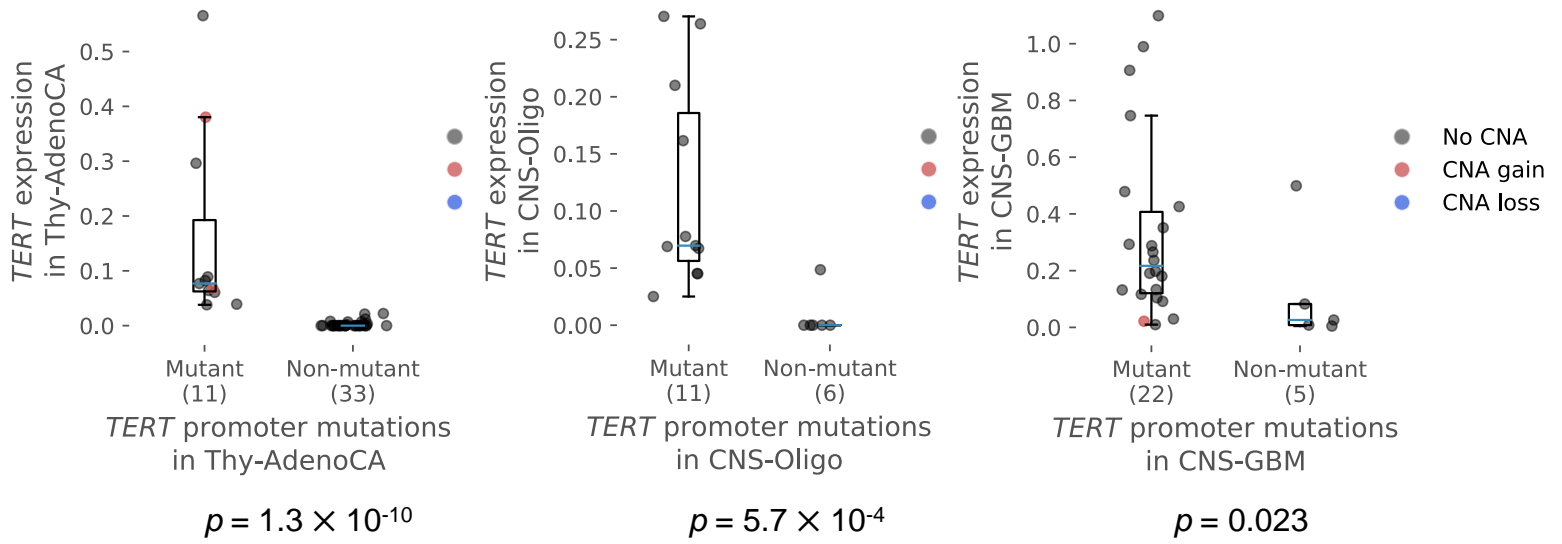 TERT expression
in Thy-AdenoCA
0.5
0.4
0.3
0.2
0.1
0.0
Mutant
(11)
Non-mutant
(33)
TERT promoter mutations
in Thy-AdenoCA
p = 1.3 × 10-10
TERT expression
in CNS-Oligo
0.25
0.20
0.15
0.10
0.05
0.00
Mutant
(11)
Non-mutant
(6)
TERT promoter mutations
in CNS-Oligo
p = 5.7 × 10-4
TERT expression
in CNS-GBM
1.0
0.8
0.6
0.4
0.2
0.0
Mutant
(22)
Non-mutant
(5)
TERT promoter mutations
in CNS-GBM
p = 0.023
No CNA
CNA gain
CNA loss